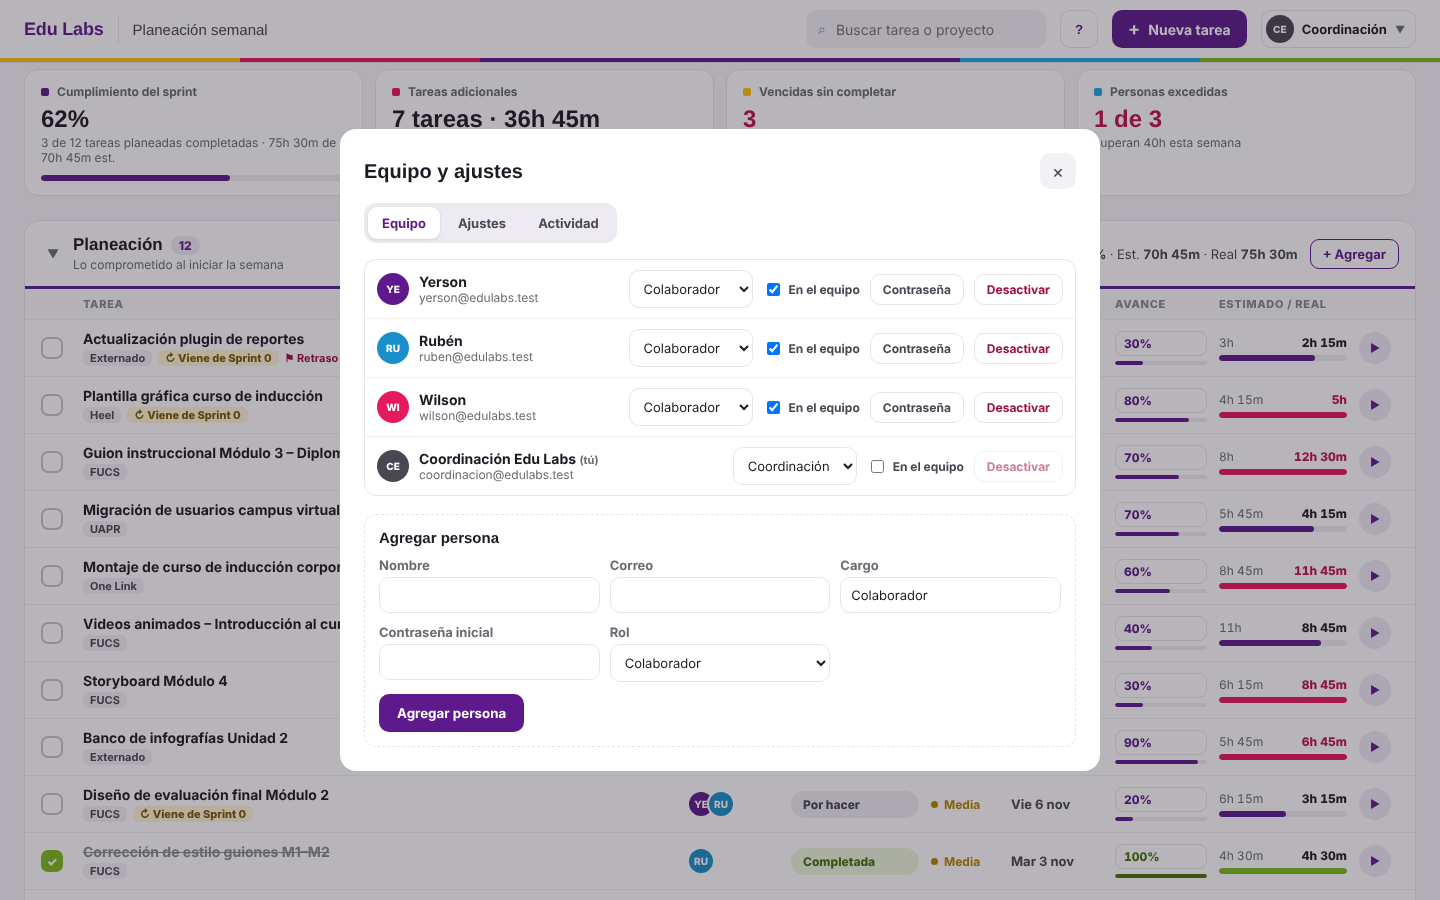 Edu Labs
Planeación semanal
Buscar tarea o proyecto
?
+ Nueva tarea
CE Coordinación ▼
Cumplimiento del sprint
62%
3 de 12 tareas planeadas completadas · 75h 30m de
70h 45m est.
Tareas adicionales
7 tareas · 36h 45m
Vencidas sin completar
3
Personas excedidas
1 de 3
uperan 40h esta semana
Planeación 12
Lo comprometido al iniciar la semana
% · Est. 70h 45m · Real 75h 30m
+ Agregar
TAREA
AVANCE
ESTIMADO / REAL
Actualización plugin de reportes
Externado ↻ Viene de Sprint 0 Retraso
30% 3h 2h 15m
Plantilla gráfica curso de inducción
Heel ↻ Viene de Sprint 0
80% 4h 15m 5h
Guion instruccional Módulo 3 – Diplom
FUCS
70% 8h 12h 30m
Migración de usuarios campus virtual
UAPR
70% 5h 45m 4h 15m
Montaje de curso de inducción corpor
One Link
60% 8h 45m 11h 45m
Videos animados – Introducción al cur
FUCS
40% 11h 8h 45m
Storyboard Módulo 4
FUCS
30% 6h 15m 8h 45m
Banco de infografías Unidad 2
Externado
90% 5h 45m 6h 45m
Diseño de evaluación final Módulo 2
FUCS ↻ Viene de Sprint 0
YE RU Por hacer Media Vie 6 nov 20% 6h 15m 3h 15m
Corrección de estilo guiones M1–M2
FUCS
RU Completada Media Mar 3 nov 100% 4h 30m 4h 30m
Equipo y ajustes
×
Equipo Ajustes Actividad
YE Yerson
yerson@edulabs.test
Colaborador En el equipo Contraseña Desactivar
RU Rubén
ruben@edulabs.test
Colaborador En el equipo Contraseña Desactivar
WI Wilson
wilson@edulabs.test
Colaborador En el equipo Contraseña Desactivar
CE Coordinación Edu Labs (tú)
coordinacion@edulabs.test
Coordinación En el equipo Desactivar
Agregar persona
Nombre Correo Cargo
Colaborador
Contraseña inicial Rol
Colaborador
Agregar persona